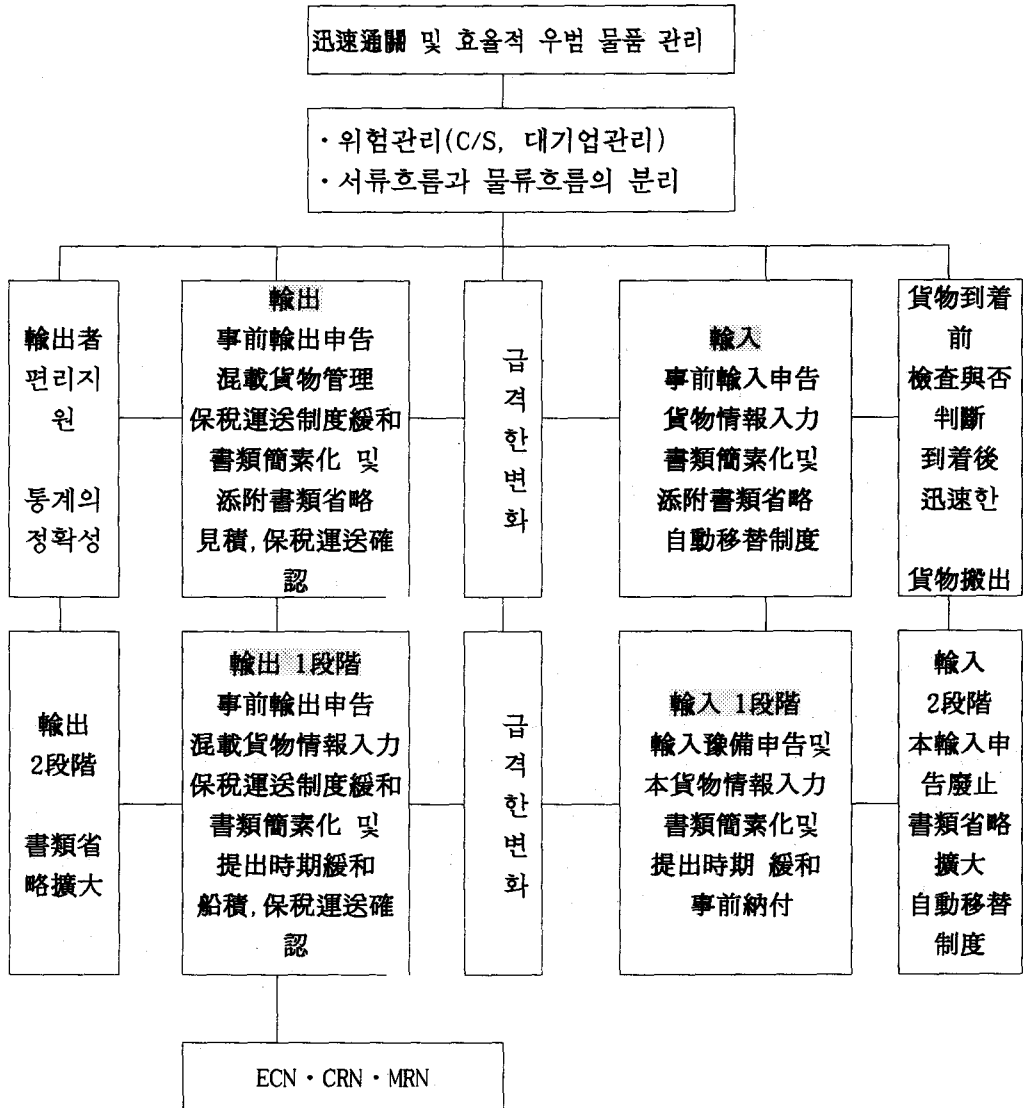 迅速通關 및 효율적 우범 물품 관리
・위험관리(C/S, 대기업관리)
・서류흐름과 물류흐름의 분리
輸出者
편리지
원
통계의
정확성
輸出
事前輸出申告
混載貨物管理
保稅運送制度緩和
書類簡素化 및
添附書類省略
見積,保稅運送確
認
급
격
한
변
화
輸入
事前輸入申告
貨物情報入力
書類簡素化및
添附書類省略
自動移替制度
貨物到着
前
檢査與否
判斷
到着後
迅速한
貨物搬出
輸出
2段階
書類省
略擴大
輸出 1段階
事前輸出申告
混載貨物情報入力
保稅運送制度緩和
書類簡素化 및
提出時期緩和
船積,保稅運送確
認
급
격
한
변
화
輸入 1段階
輸入豫備申告및
本貨物情報入力
書類簡素化및
提出時期 緩和
事前納付
輸入
2段階
本輸入申
告廢止
書類省略
擴大
自動移替
制度
ECN・CRN・MRN